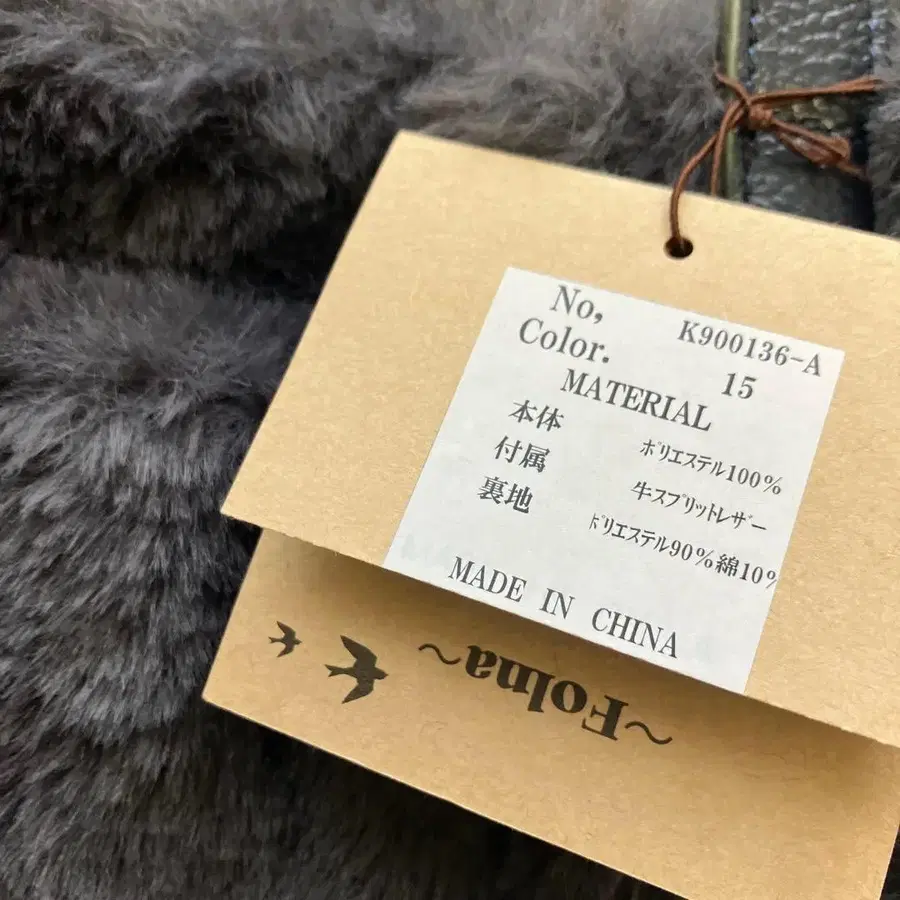 No, K900136-A
Color. 15
MATERIAL
本体 ﾎﾟﾘｴｽﾃﾙ100%
付属 牛ｽﾌﾟﾘｯﾄﾚｻﾞｰ
裏地 ﾎﾟﾘｴｽﾃﾙ90%綿10%
MADE IN CHINA
~Folna~